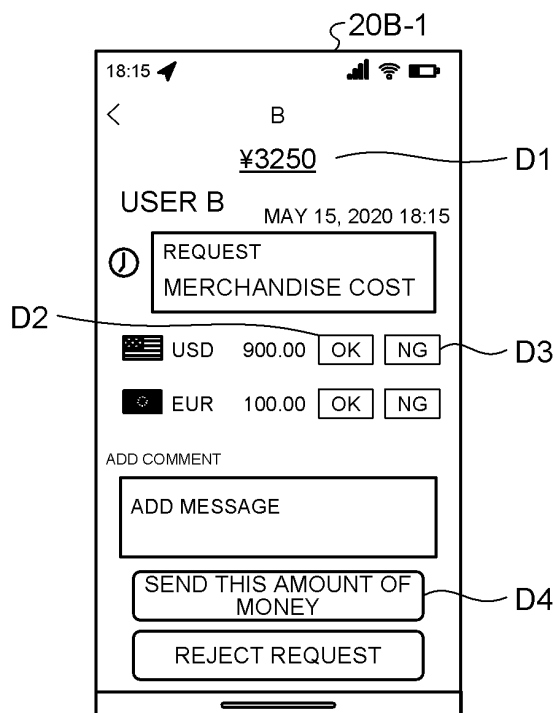 20B-1
18:15
B
¥3250
D1
USER B
MAY 15, 2020 18:15
REQUEST
MERCHANDISE COST
D2
USD 900.00 OK NG
D3
EUR 100.00 OK NG
ADD COMMENT
ADD MESSAGE
SEND THIS AMOUNT OF
MONEY
D4
REJECT REQUEST